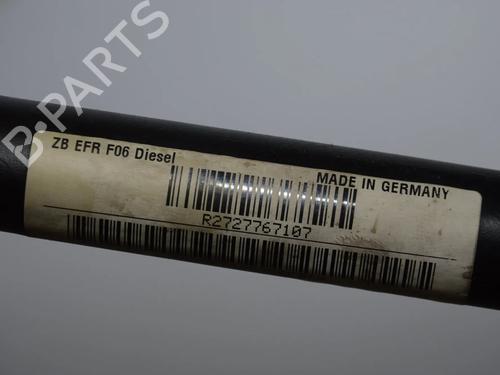 ZB EFR F06 Diesel
MADE IN GERMANY
R2727767107
B-PARTS